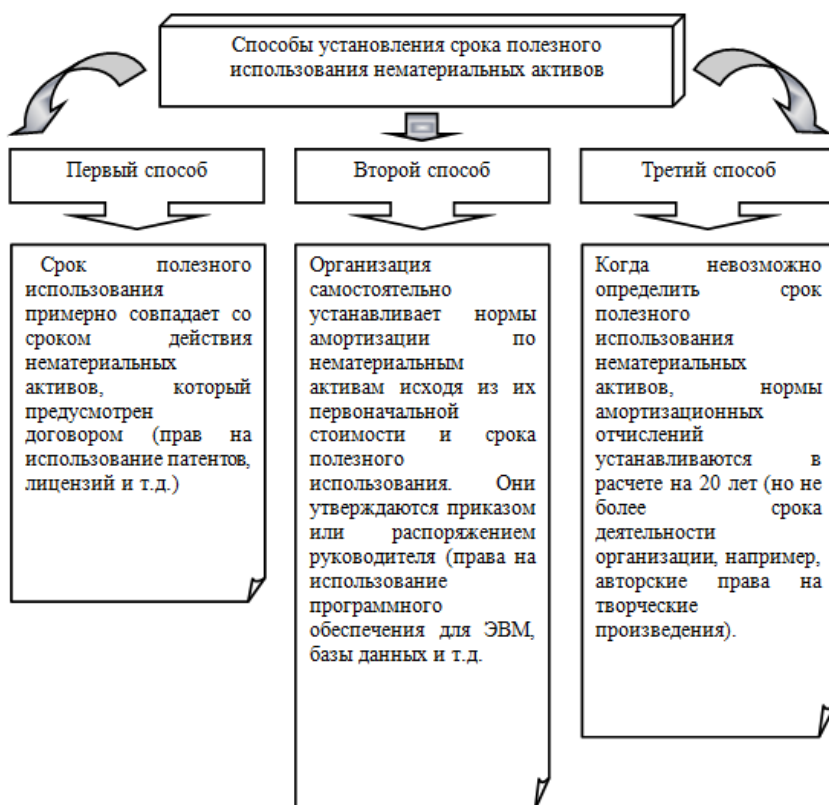 Способы установления срока полезного
использования нематериальных активов
Первый способ
Второй способ
Третий способ
Срок полезного
использования
примерно совпадает со
сроком действия
нематериальных
активов, который
предусмотрен
договором (прав на
использование патентов,
лицензий и т.д.)
Организация
самостоятельно
устанавливает нормы
амортизации по
нематериальным
активам исходя из их
первоначальной
стоимости и срока
полезного
использования. Они
утверждаются приказом
или распоряжением
руководителя (права на
использование
программного
обеспечения для ЭВМ,
базы данных и т.д.
Когда невозможно
определить срок
полезного
использования
нематериальных
активов, нормы
амортизационных
отчислений
устанавливаются в
расчете на 20 лет (но не
более срока
деятельности
организации, например,
авторские права на
творческие
произведения).